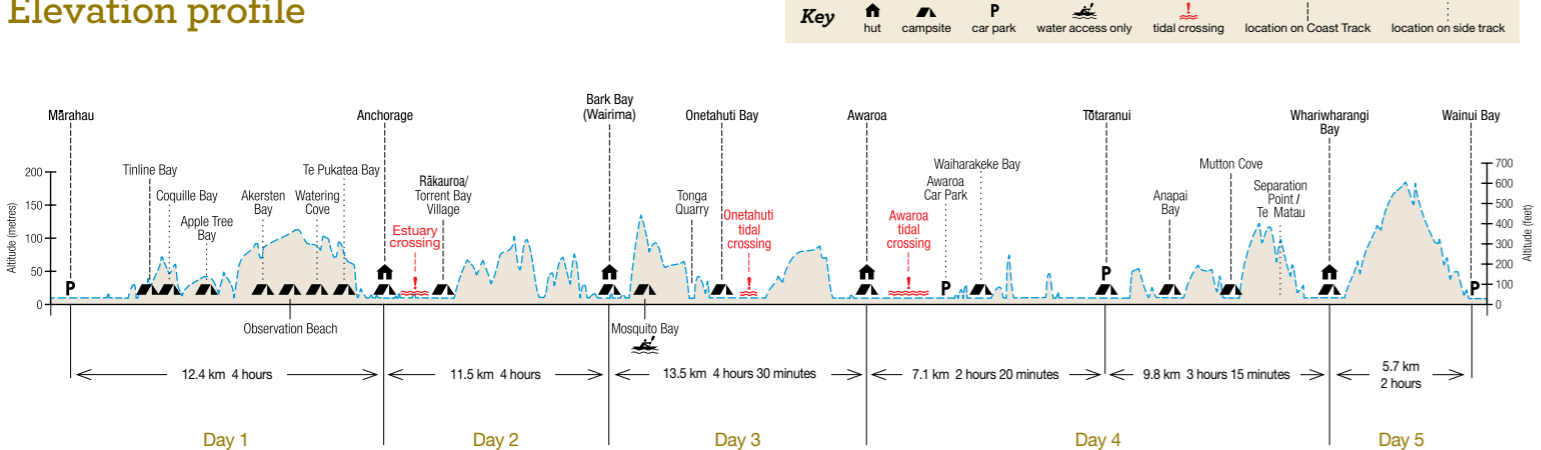 Elevation profile
Key
hut
campsite
P
car park
water access only
tidal crossing
location on Coast Track
location on side track
Mārahau
Anchorage
Bark Bay
(Wairima)
Onetahuti Bay
Awaroa
Tōtaranui
Whariwharangi
Bay
Wainui Bay
Tinline Bay
Coquille Bay
Apple Tree
Bay
Akersten
Bay
Watering
Cove
Te Pukatea Bay
Rākauroa/
Torrent Bay
Village
Estuary
crossing
Tonga
Quarry
Onetahuti
tidal
crossing
Awaroa
tidal
crossing
Awaroa
Car Park
Waiharakeke Bay
Anapai
Bay
Mutton Cove
Separation
Point /
Te Matau
Altitude (metres)
200
150
100
50
0
Altitude (feet)
700
600
500
400
300
200
100
0
P
P
P
P
Observation Beach
Mosquito Bay
12.4 km 4 hours
11.5 km 4 hours
13.5 km 4 hours 30 minutes
7.1 km 2 hours 20 minutes
9.8 km 3 hours 15 minutes
5.7 km
2 hours
Day 1
Day 2
Day 3
Day 4
Day 5